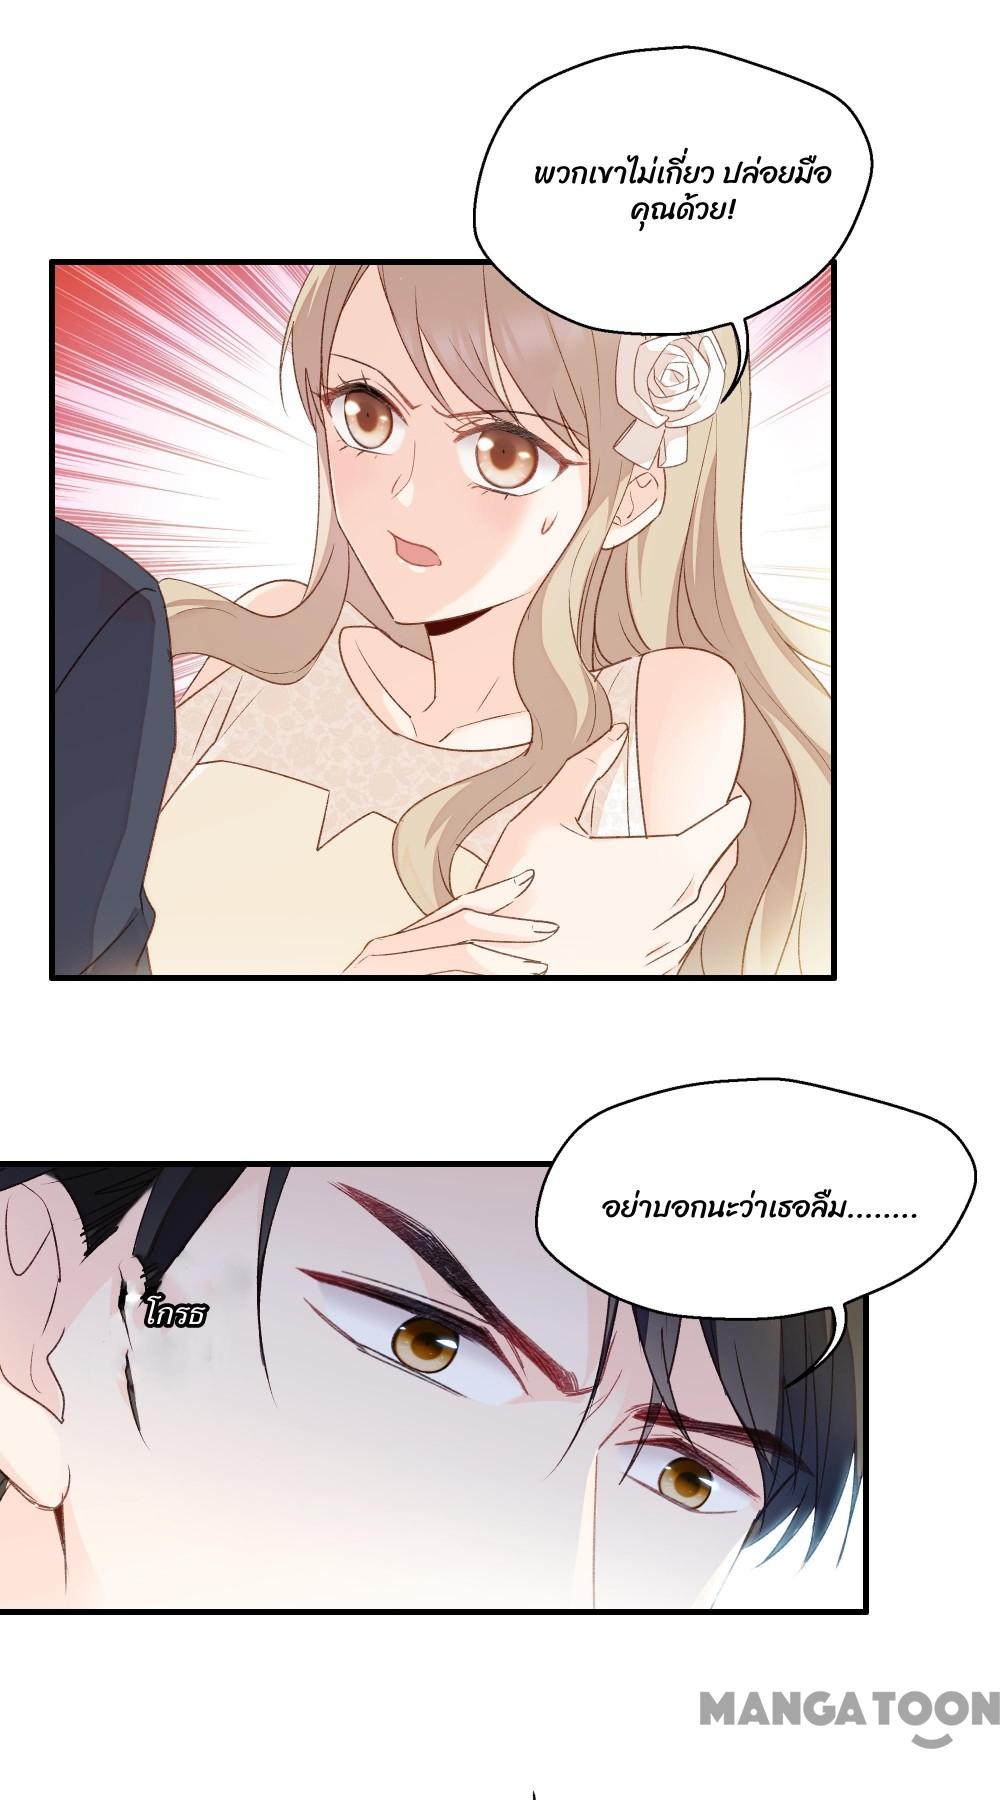 พวกเขาไม่เกี่ยว ปล่อยมือ
คุณด้วย!
อย่าบอกนะว่าเธอลืม........
โกรธ
MANGATOON